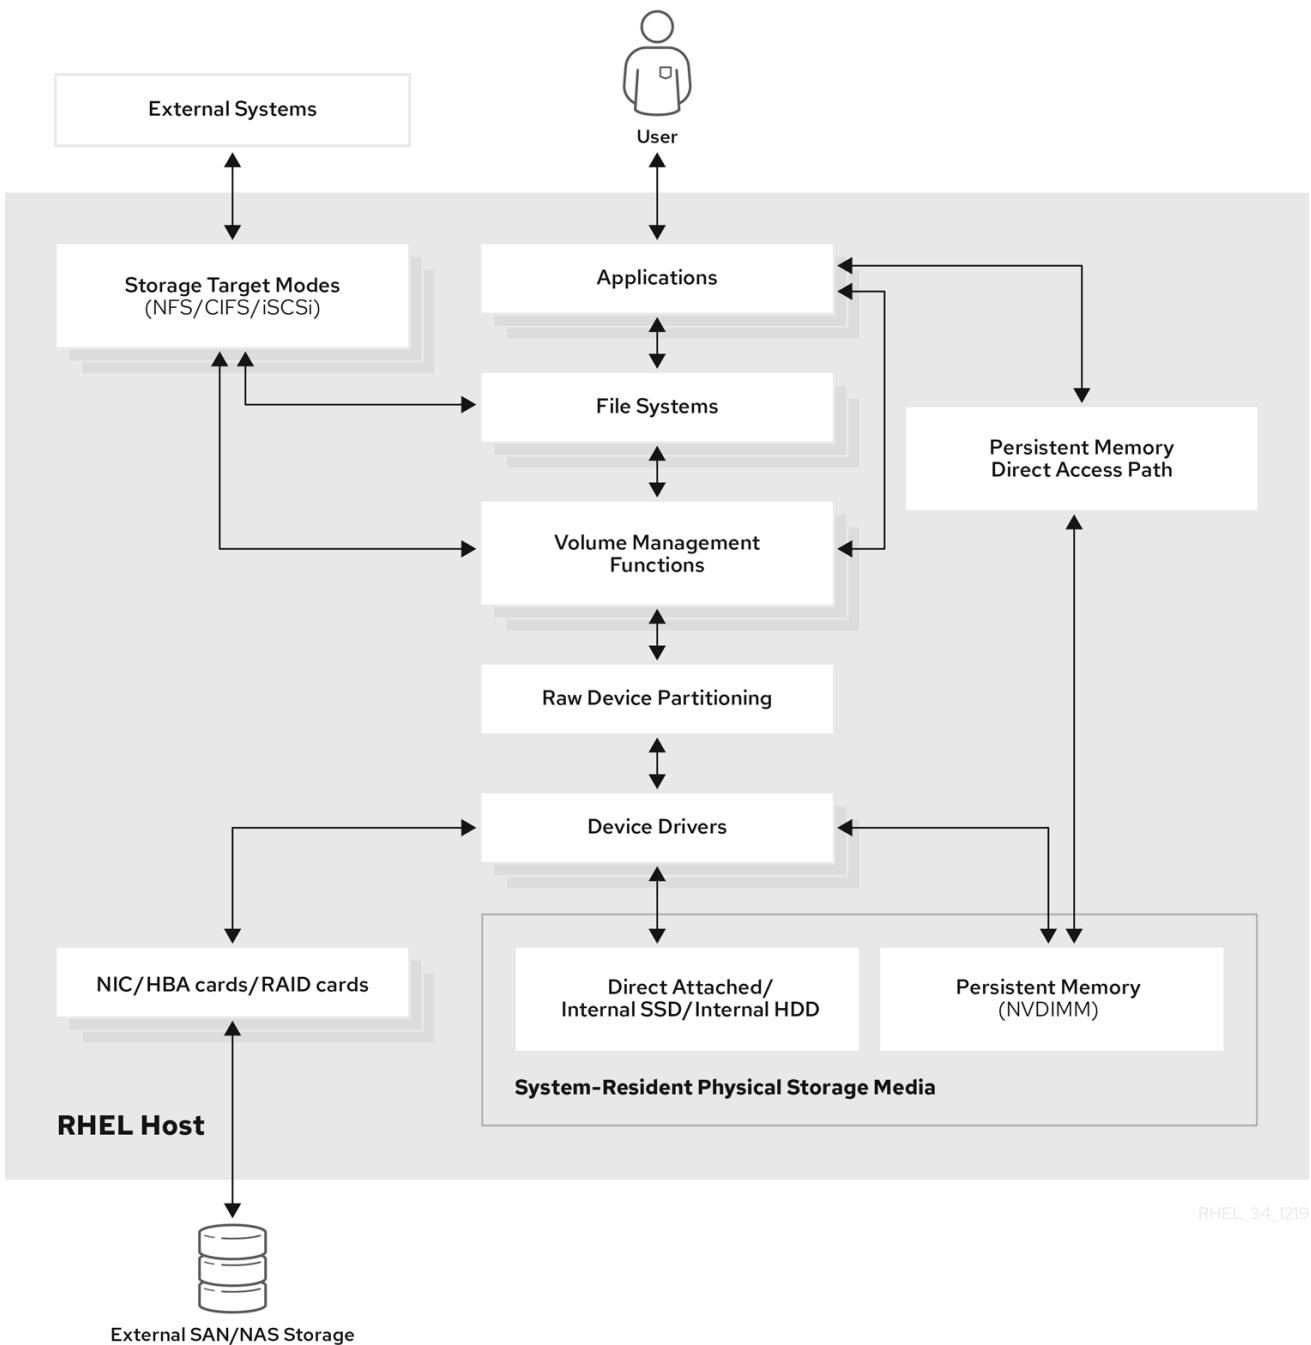 User
External Systems
Storage Target Modes
(NFS/CIFS/iSCSi)
Applications
File Systems
Persistent Memory
Direct Access Path
Volume Management
Functions
Raw Device Partitioning
Device Drivers
NIC/HBA cards/RAID cards
Direct Attached/
Internal SSD/Internal HDD
Persistent Memory
(NVDIMM)
System-Resident Physical Storage Media
RHEL Host
RHEL_34_1219
External SAN/NAS Storage